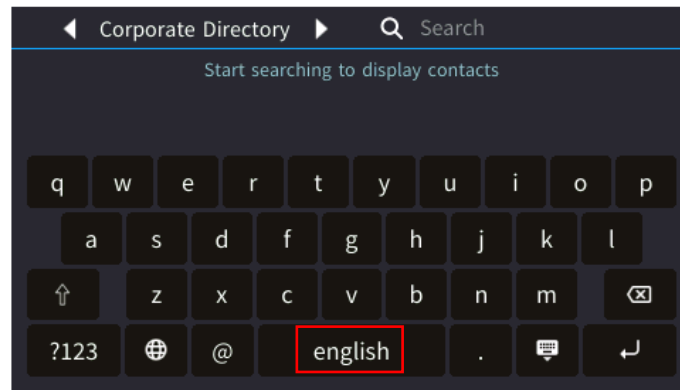 Corporate Directory Search
Start searching to display contacts
q w e r t y u i o p
a s d f g h j k l
z x c v b n m
?123 @ english .